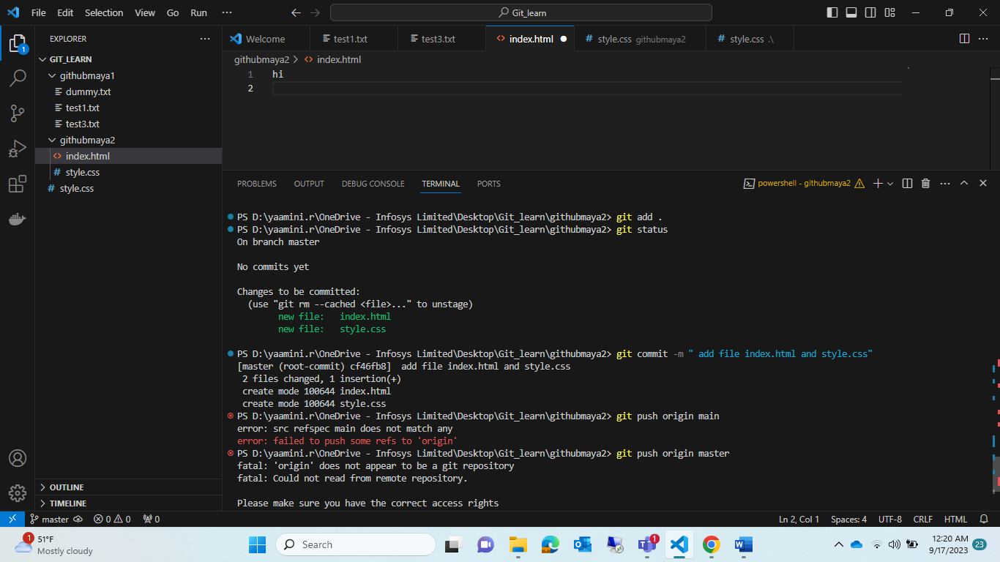 File Edit Selection View Go Run ··· Git_learn
EXPLORER ···
1
GIT_LEARN
githubmaya1
dummy.txt
test1.txt
test3.txt
githubmaya2
index.html
# style.css
# style.css
OUTLINE
TIMELINE
Welcome test1.txt test3.txt index.html # style.css githubmaya2 # style.css .\ ···
githubmaya2 > index.html
1 hi
2
PROBLEMS OUTPUT DEBUG CONSOLE TERMINAL PORTS powershell - githubmaya2 ···
PS D:\yaamini.r\OneDrive - Infosys Limited\Desktop\Git_learn\githubmaya2> git add .
PS D:\yaamini.r\OneDrive - Infosys Limited\Desktop\Git_learn\githubmaya2> git status
On branch master
No commits yet
Changes to be committed:
(use "git rm --cached <file>..." to unstage)
new file: index.html
new file: style.css
PS D:\yaamini.r\OneDrive - Infosys Limited\Desktop\Git_learn\githubmaya2> git commit -m " add file index.html and style.css"
[master (root-commit) cf46fb8] add file index.html and style.css
2 files changed, 1 insertion(+)
create mode 100644 index.html
create mode 100644 style.css
PS D:\yaamini.r\OneDrive - Infosys Limited\Desktop\Git_learn\githubmaya2> git push origin main
error: src refspec main does not match any
error: failed to push some refs to 'origin'
PS D:\yaamini.r\OneDrive - Infosys Limited\Desktop\Git_learn\githubmaya2> git push origin master
fatal: 'origin' does not appear to be a git repository
fatal: Could not read from remote repository.
Please make sure you have the correct access rights
master 0 0 0 Ln 2, Col 1 Spaces: 4 UTF-8 CRLF HTML
1 51°F
Mostly cloudy
Search
1
12:20 AM
9/17/2023
23